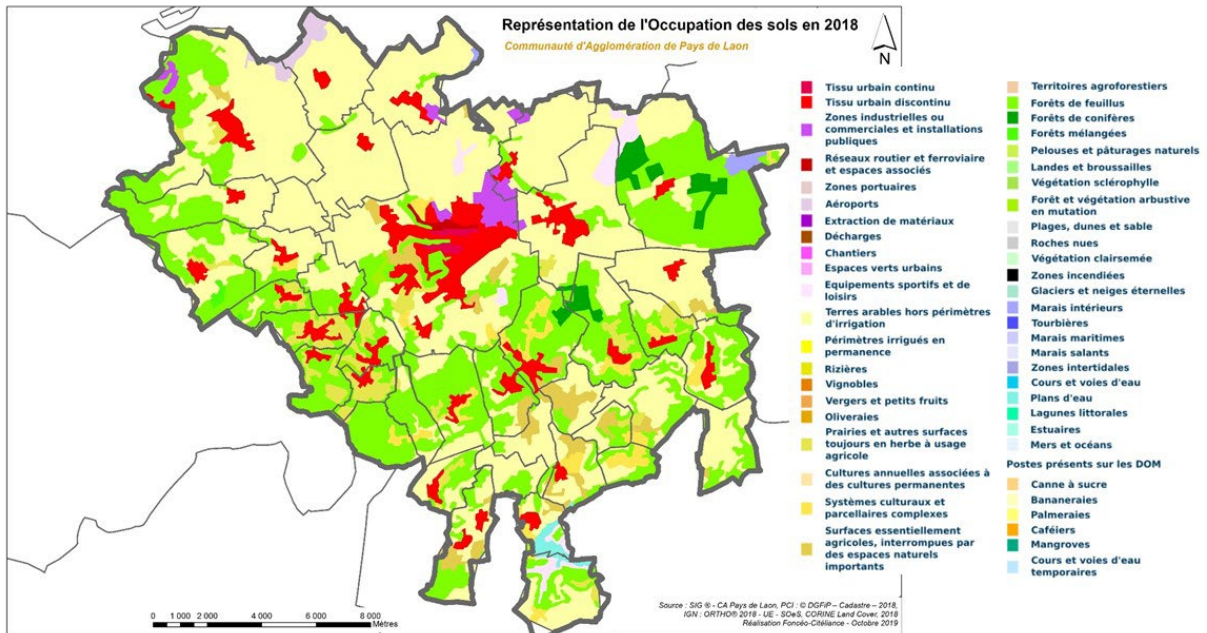 Représentation de l'Occupation des sols en 2018
Communauté d'Agglomération de Pays de Laon
N
Tissu urbain continu
Tissu urbain discontinu
Zones industrielles ou
commerciales et installations
publiques
Réseaux routier et ferroviaire
et espaces associés
Zones portuaires
Aéroports
Extraction de matériaux
Décharges
Chantiers
Espaces verts urbains
Equipements sportifs et de
loisirs
Terres arables hors périmètres
d'irrigation
Périmètres irrigués en
permanence
Rizières
Vignobles
Vergers et petits fruits
Oliveraies
Prairies et autres surfaces
toujours en herbe à usage
agricole
Cultures annuelles associées à
des cultures permanentes
Systèmes culturaux et
parcellaires complexes
Surfaces essentiellement
agricoles, interrompues par
des espaces naturels
importants
Territoires agroforestiers
Forêts de feuillus
Forêts de conifères
Forêts mélangées
Pelouses et pâturages naturels
Landes et broussailles
Végétation sclérophylle
Forêt et végétation arbustive
en mutation
Plages, dunes et sable
Roches nues
Végétation clairsemée
Zones incendiées
Glaciers et neiges éternelles
Marais intérieurs
Tourbières
Marais maritimes
Marais salants
Zones intertidales
Cours et voies d'eau
Plans d'eau
Lagunes littorales
Estuaires
Mers et océans
Postes présents sur les DOM
Canne à sucre
Bananeraies
Palmeraies
Caféiers
Mangroves
Cours et voies d'eau
temporaires
0 1 000 2 000 4 000 6 000 8 000
Mètres
Source : SIG ® - CA Pays de Laon, PCI : © DGFiP – Cadastre – 2018,
IGN : ORTHO® 2018 - UE - SOeS, CORINE Land Cover, 2018
Réalisation Foncéo-Citéliance - Octobre 2019